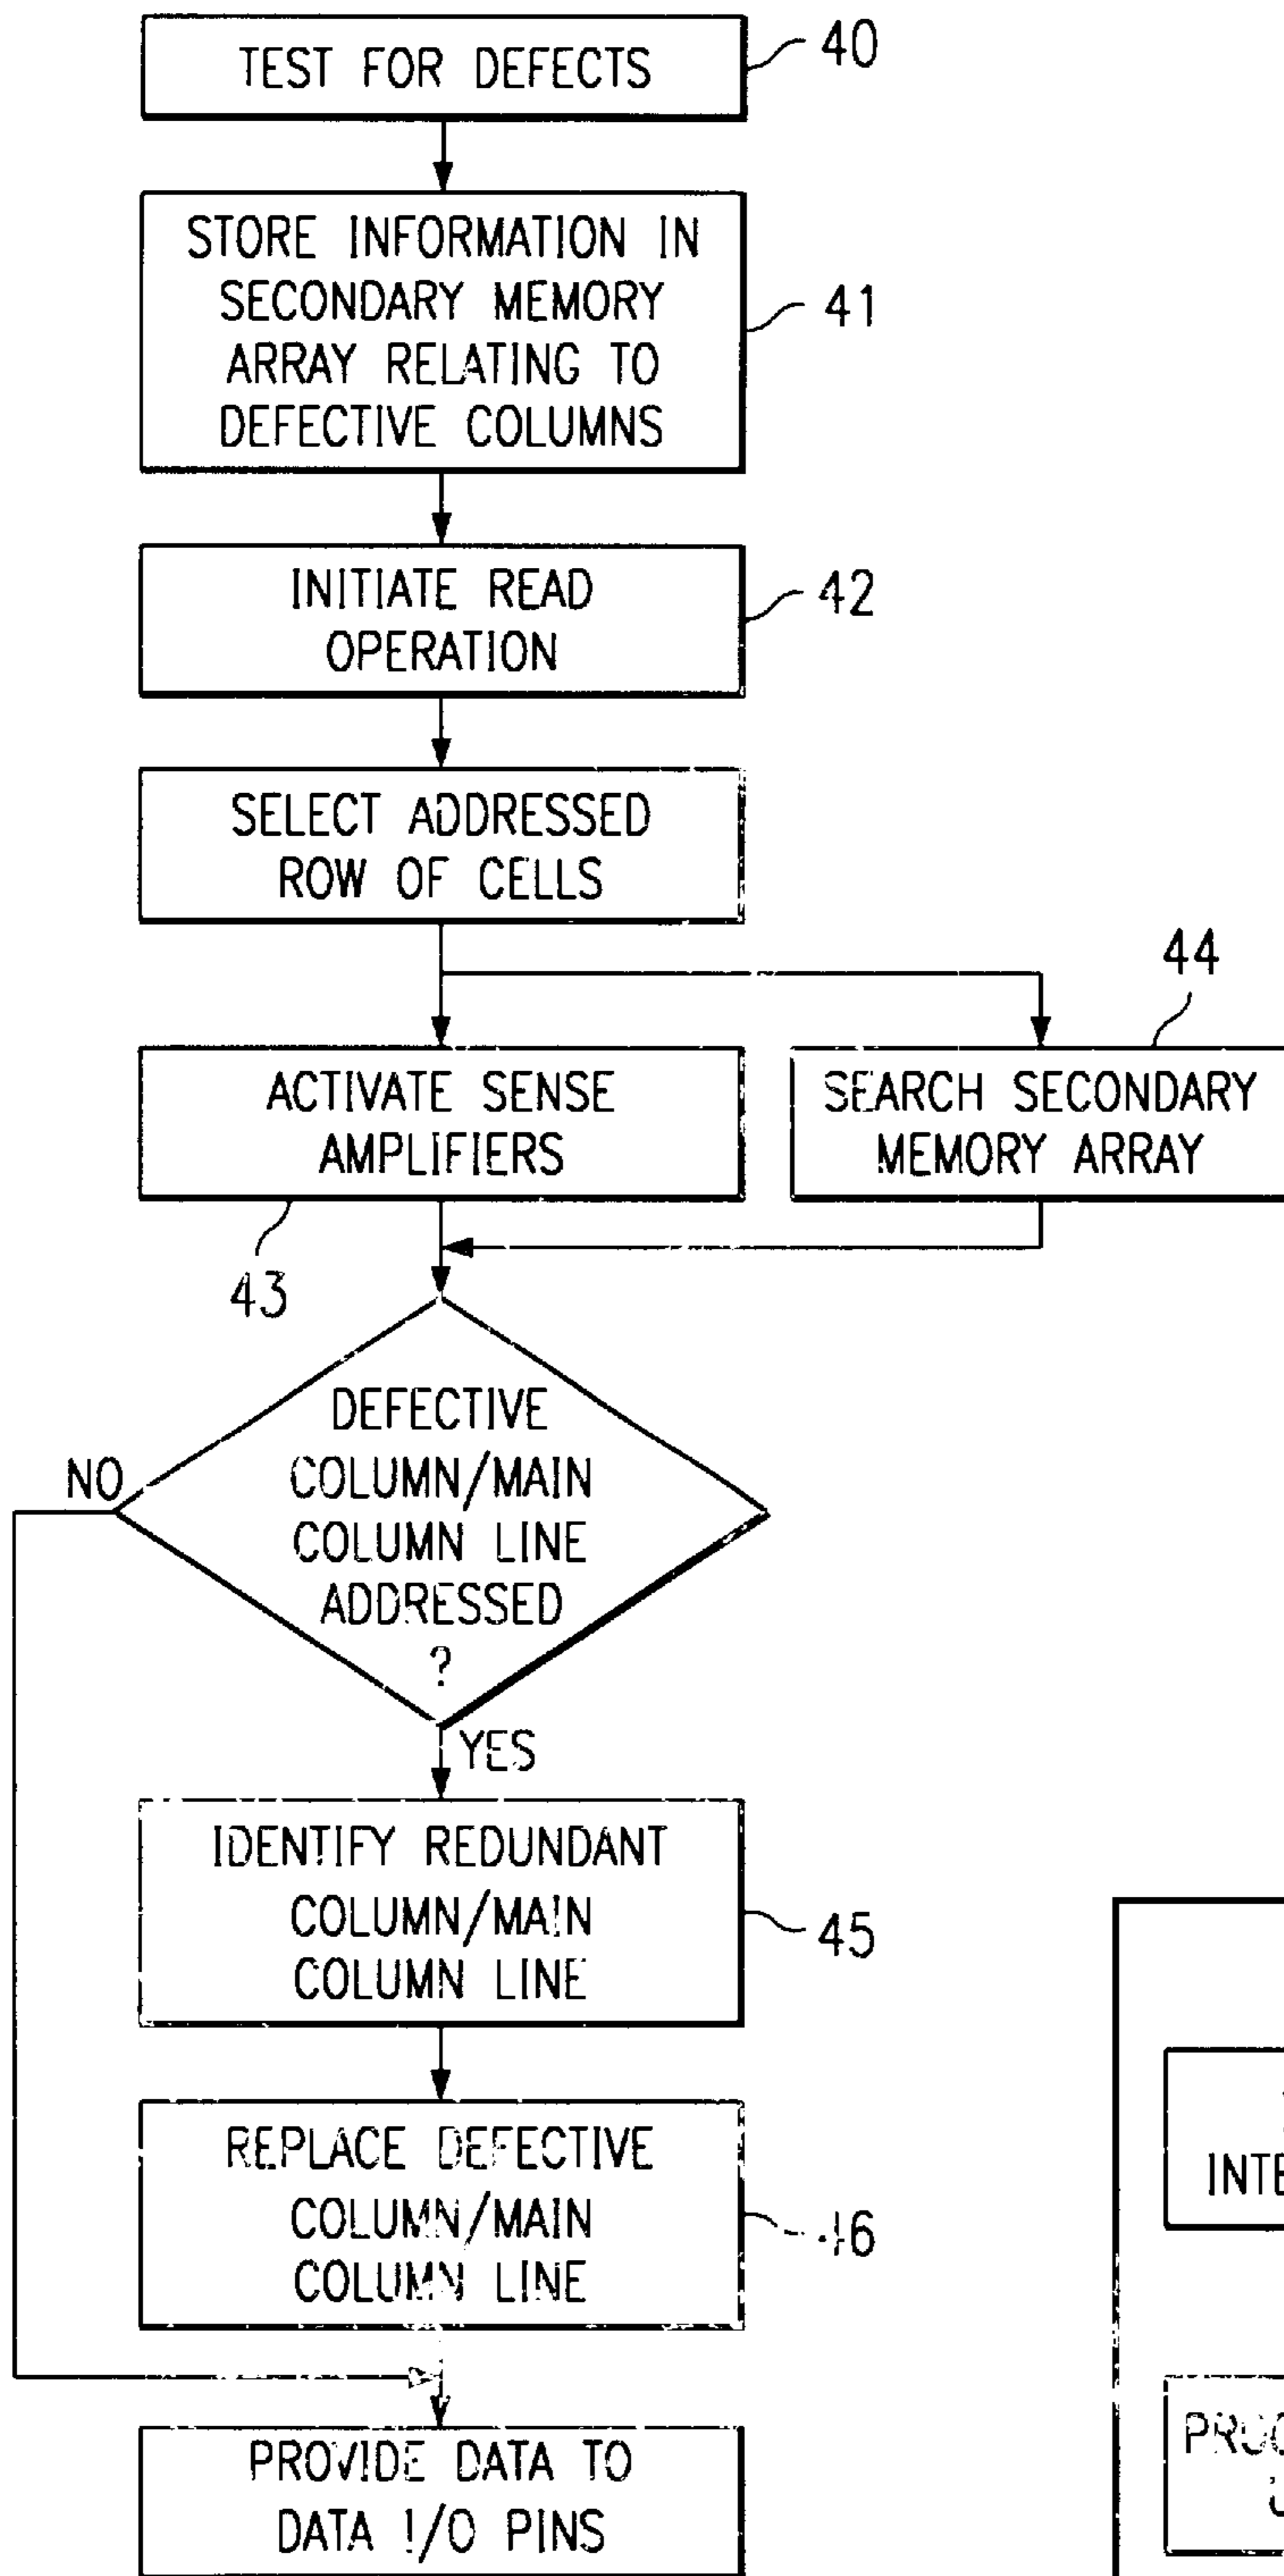 TEST FOR DEFECTS
40
STORE INFORMATION IN
SECONDARY MEMORY
ARRAY RELATING TO
DEFECTIVE COLUMNS
41
INITIATE READ
OPERATION
42
SELECT ADDRESSED
ROW OF CELLS
44
ACTIVATE SENSE
AMPLIFIERS
43
SEARCH SECONDARY
MEMORY ARRAY
DEFECTIVE
COLUMN/MAIN
COLUMN LINE
ADDRESSED
?
NO
YES
IDENTIFY REDUNDANT
COLUMN/MAIN
COLUMN LINE
45
REPLACE DEFECTIVE
COLUMN/MAIN
COLUMN LINE
46
PROVIDE DATA TO
DATA I/O PINS